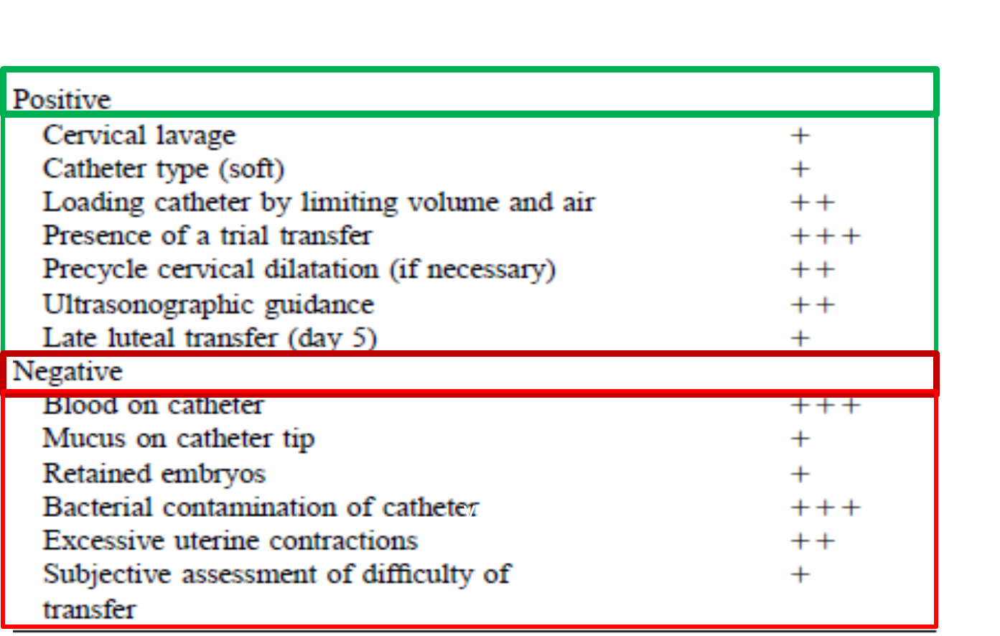 Positive
Cervical lavage +
Catheter type (soft) +
Loading catheter by limiting volume and air ++
Presence of a trial transfer +++
Precycle cervical dilatation (if necessary) ++
Ultrasonographic guidance ++
Late luteal transfer (day 5) +
Negative
Blood on catheter +++
Mucus on catheter tip +
Retained embryos +
Bacterial contamination of catheter +++
Excessive uterine contractions ++
Subjective assessment of difficulty of +
transfer